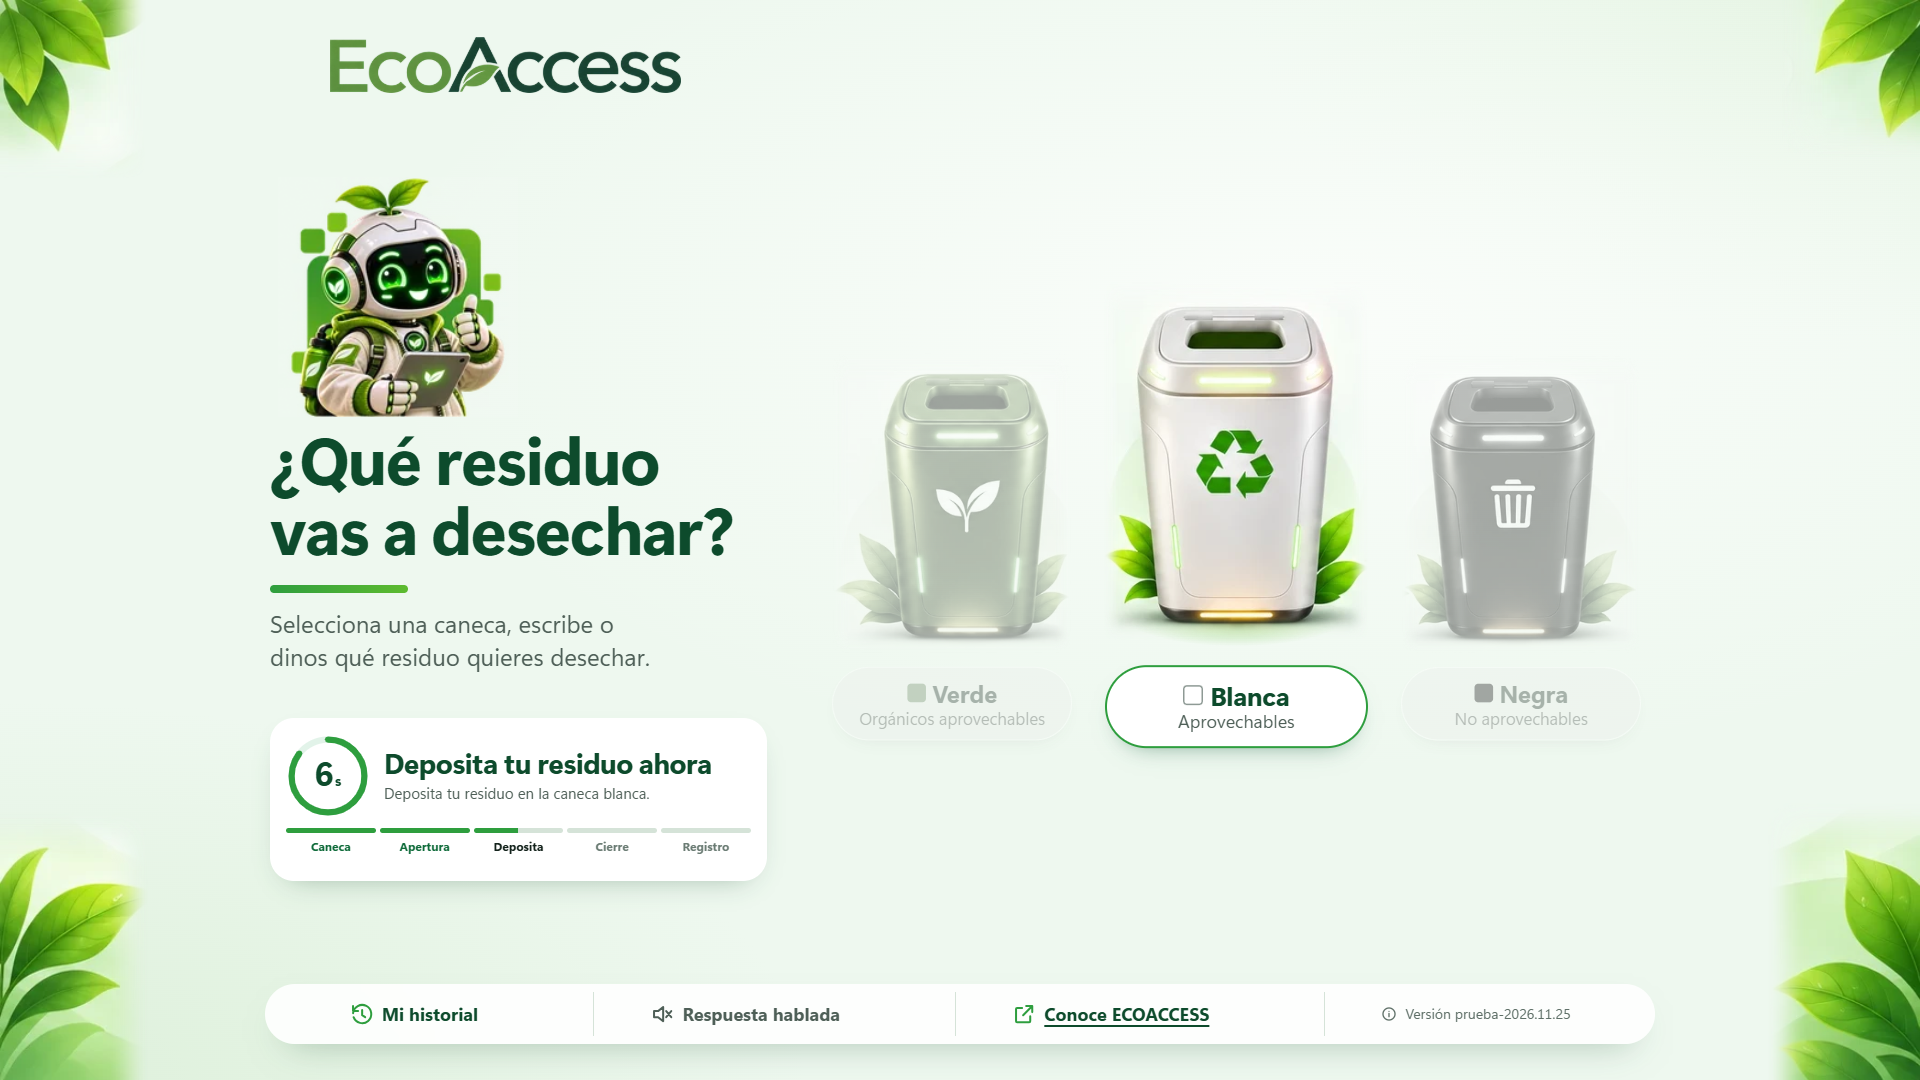 EcoAccess
¿Qué residuo
vas a desechar?
Selecciona una caneca, escribe o
dinos qué residuo quieres desechar.
6s
Deposita tu residuo ahora
Deposita tu residuo en la caneca blanca.
Caneca
Apertura
Deposita
Cierre
Registro
Verde
Orgánicos aprovechables
Blanca
Aprovechables
Negra
No aprovechables
Mi historial
Respuesta hablada
Conoce ECOACCESS
Versión prueba-2026.11.25